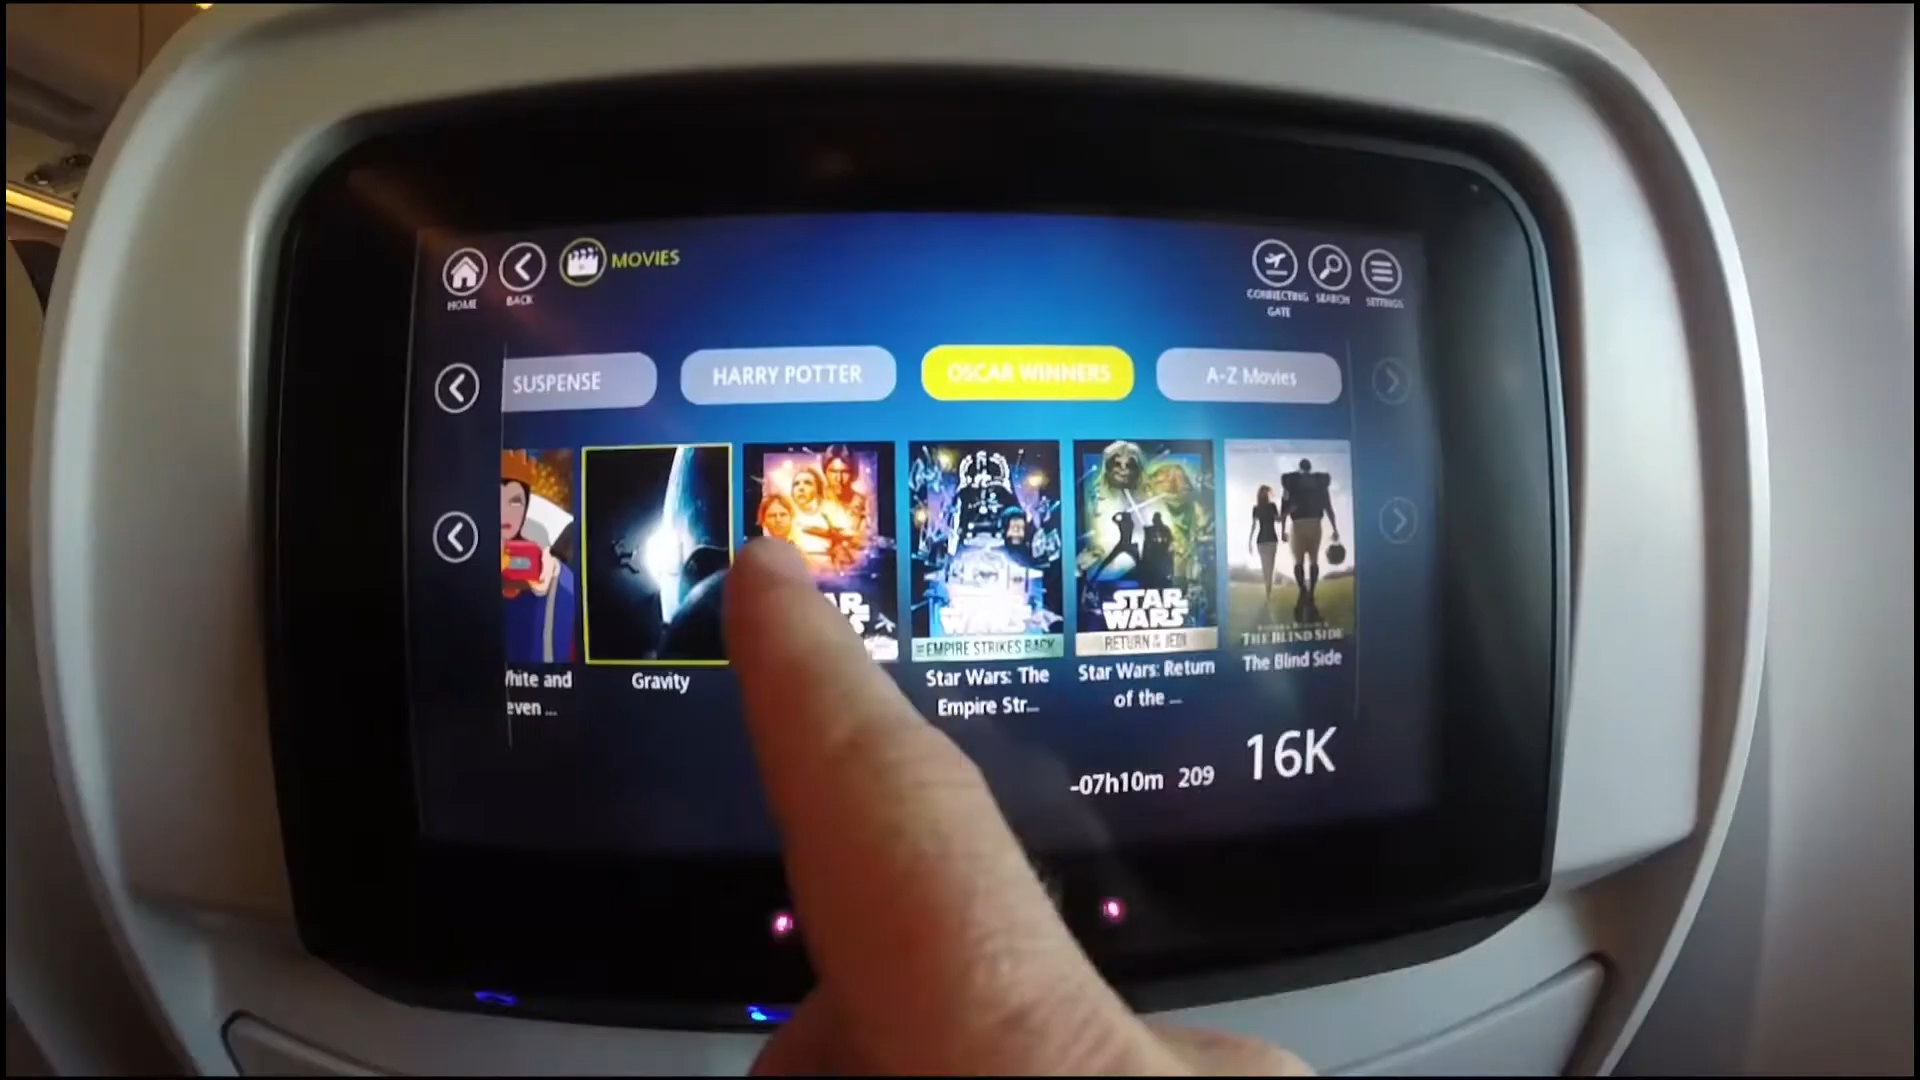 MOVIES
HOME
BACK
CONNECTING
GATE
SEARCH
SETTINGS
SUSPENSE
HARRY POTTER
OSCAR WINNERS
A-Z Movies
WARS
EMPIRE STRIKES BACK
STAR
WARS
RETURN OF THE JEDI
THE BLIND SIDE
White and
even ...
Gravity
Star Wars: The
Empire Str...
Star Wars: Return
of the ...
The Blind Side
-07h10m 209 16K